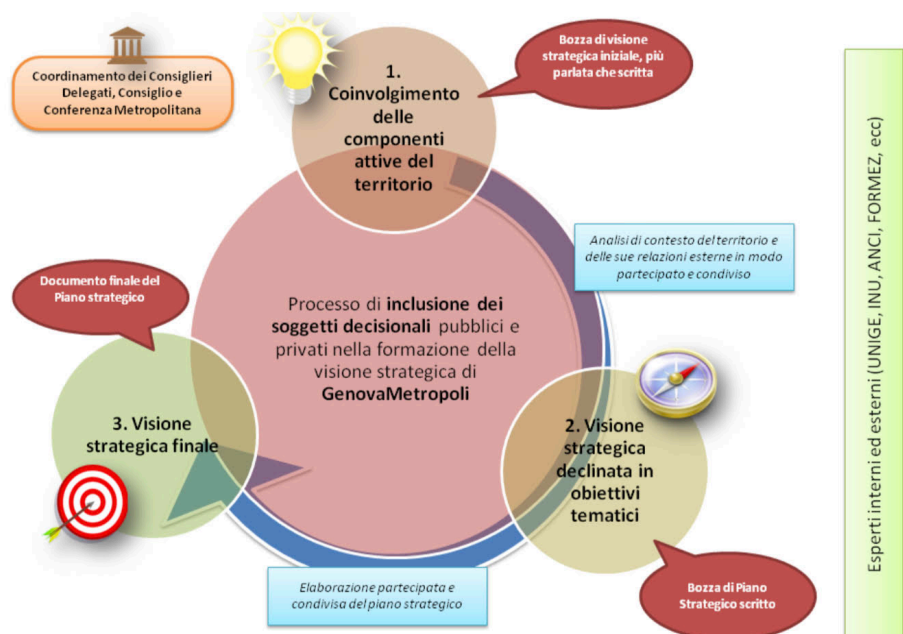 Coordinamento dei Consiglieri
Delegati, Consiglio e
Conferenza Metropolitana
1.
Coinvolgimento
delle
componenti
attive del
territorio
Bozza di visione
strategica iniziale, più
parlata che scritta
Analisi di contesto del territorio e
delle sue relazioni esterne in modo
partecipato e condiviso
Documento finale del
Piano strategico
Processo di inclusione dei
soggetti decisionali pubblici e
privati nella formazione della
visione strategica di
GenovaMetropoli
3. Visione
strategica finale
2. Visione
strategica
declinata in
obiettivi
tematici
Elaborazione partecipata e
condivisa del piano strategico
Bozza di Piano
Strategico scritto
Esperti interni ed esterni (UNIGE, INU, ANCI, FORMEZ, ecc)